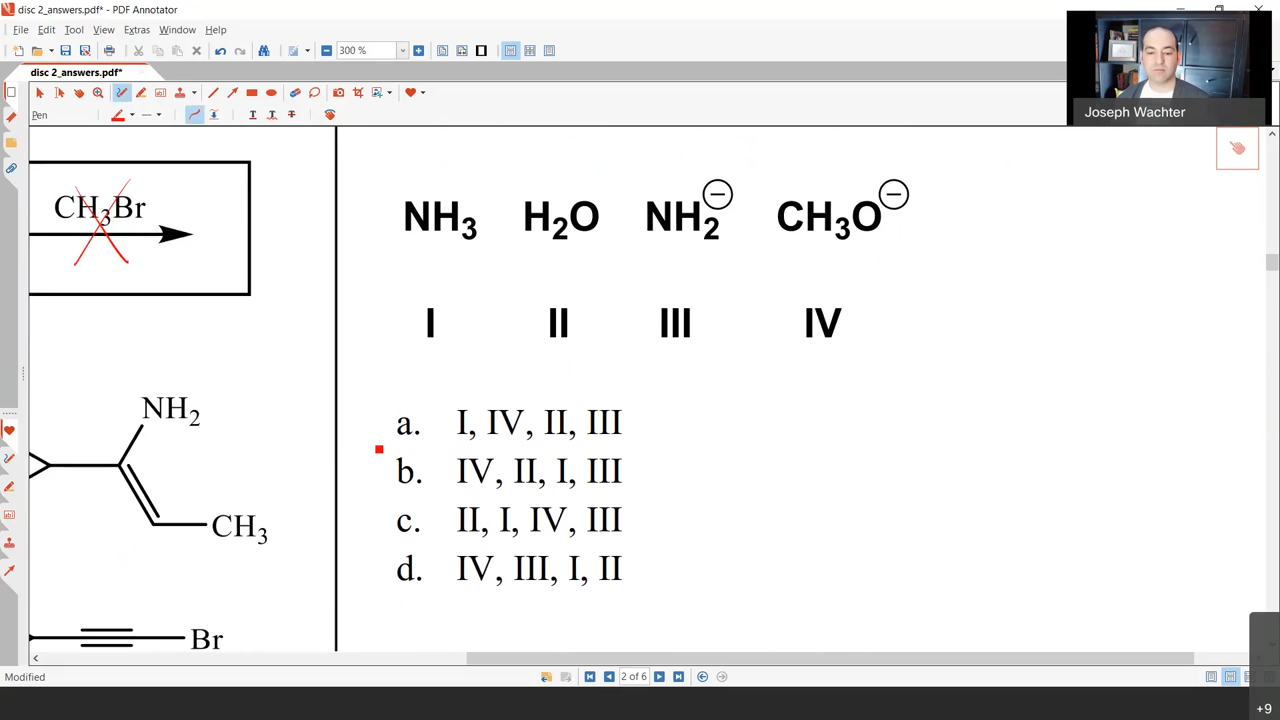 disc 2_answers.pdf* - PDF Annotator
File Edit Tool View Extras Window Help
300 %
disc 2_answers.pdf*
Pen
Joseph Wachter
CH3Br
NH3 H2O NH2⊖ CH3O⊖
I II III IV
NH2
CH3
Br
a. I, IV, II, III
b. IV, II, I, III
c. II, I, IV, III
d. IV, III, I, II
Modified
2 of 6
+9